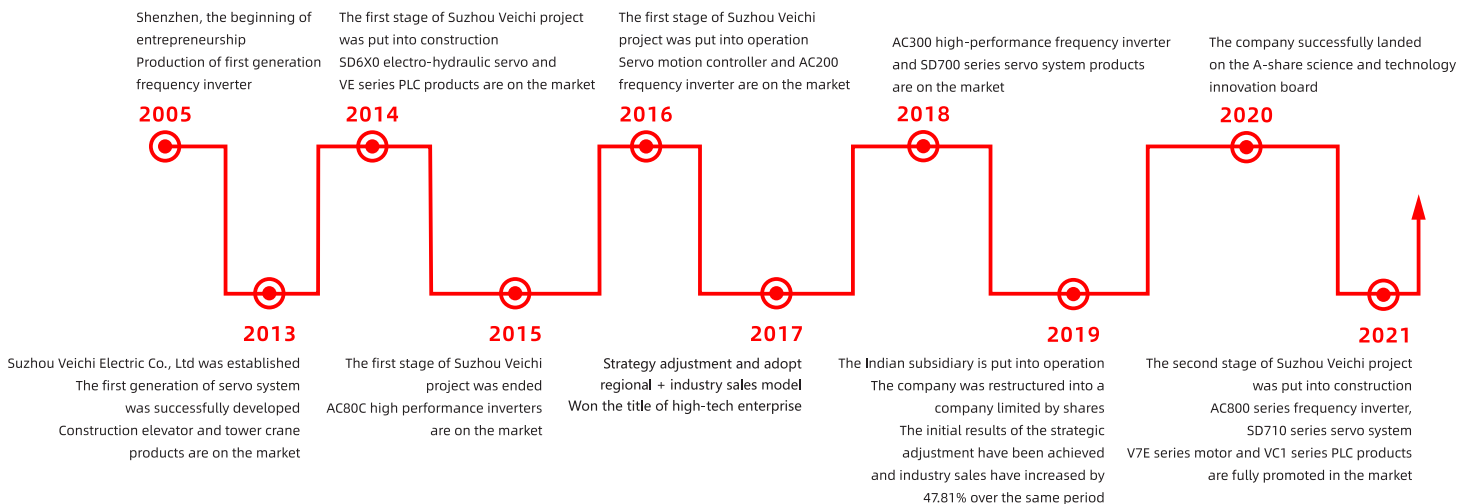 Shenzhen, the beginning of
entrepreneurship
Production of first generation
frequency inverter
2005
The first stage of Suzhou Veichi project
was put into construction
SD6X0 electro-hydraulic servo and
VE series PLC products are on the market
2014
The first stage of Suzhou Veichi
project was put into operation
Servo motion controller and AC200
frequency inverter are on the market
2016
AC300 high-performance frequency inverter
and SD700 series servo system products
are on the market
2018
The company successfully landed
on the A-share science and technology
innovation board
2020
2013
Suzhou Veichi Electric Co., Ltd was established
The first generation of servo system
was successfully developed
Construction elevator and tower crane
products are on the market
2015
The first stage of Suzhou Veichi
project was ended
AC80C high performance inverters
are on the market
2017
Strategy adjustment and adopt
regional + industry sales model
Won the title of high-tech enterprise
2019
The Indian subsidiary is put into operation
The company was restructured into a
company limited by shares
The initial results of the strategic
adjustment have been achieved
and industry sales have increased by
47.81% over the same period
2021
The second stage of Suzhou Veichi project
was put into construction
AC800 series frequency inverter,
SD710 series servo system
V7E series motor and VC1 series PLC products
are fully promoted in the market